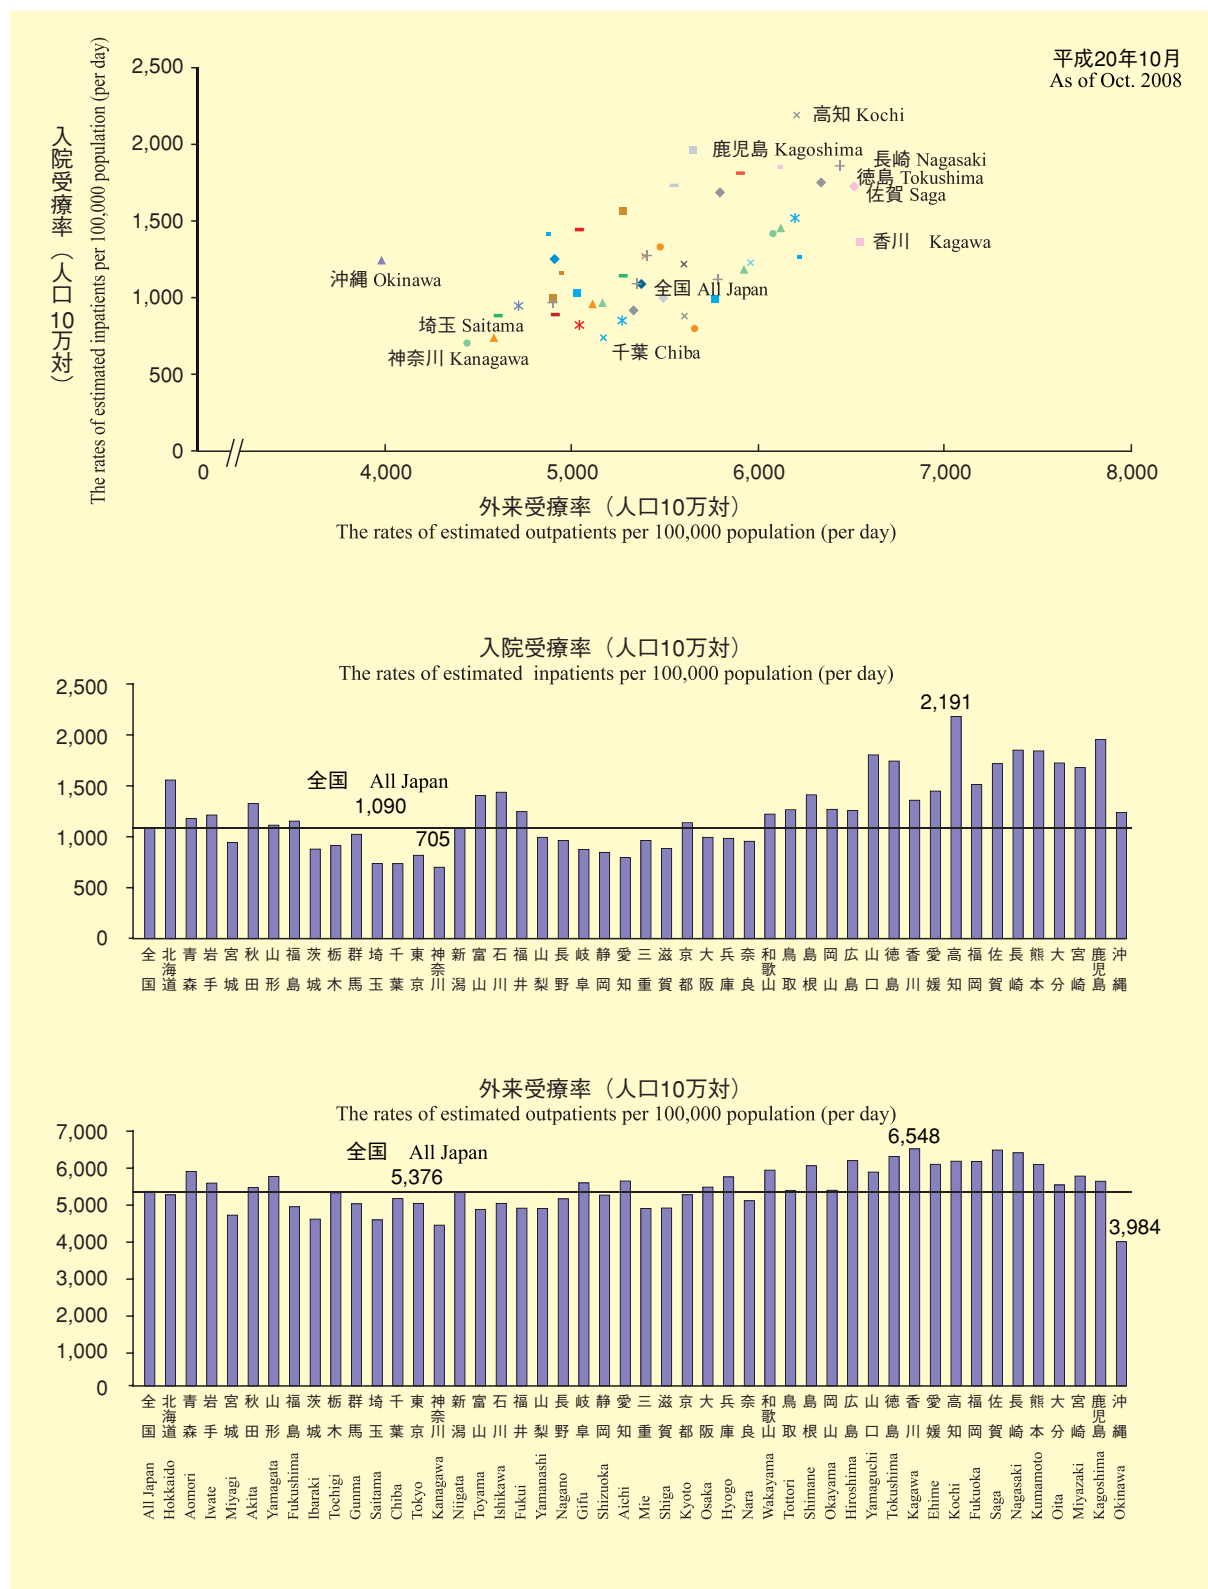 平成20年10月
As of Oct. 2008
入院受療率（人口10万対）
The rates of estimated inpatients per 100,000 population (per day)
2,500
2,000
1,500
1,000
500
0
高知 Kochi
鹿児島 Kagoshima
長崎 Nagasaki
徳島 Tokushima
佐賀 Saga
香川 Kagawa
沖縄 Okinawa
全国 All Japan
埼玉 Saitama
神奈川 Kanagawa
千葉 Chiba
0 4,000 5,000 6,000 7,000 8,000
外来受療率（人口10万対）
The rates of estimated outpatients per 100,000 population (per day)
入院受療率（人口10万対）
The rates of estimated inpatients per 100,000 population (per day)
2,500
2,000
1,500
1,000
500
0
2,191
全国 All Japan
1,090
705
全国 北海道 青森 岩手 宮城 秋田 山形 福島 茨城 栃木 群馬 埼玉 千葉 東京 神奈川 新潟 富山 石川 福井 山梨 長野 岐阜 静岡 愛知 三重 滋賀 京都 大阪 兵庫 奈良 和歌山 鳥取 島根 岡山 広島 山口 徳島 香川 愛媛 高知 福岡 佐賀 長崎 熊本 大分 宮崎 鹿児島 沖縄
外来受療率（人口10万対）
The rates of estimated outpatients per 100,000 population (per day)
7,000
6,000
5,000
4,000
3,000
2,000
1,000
0
全国 All Japan
5,376
6,548
3,984
全国 北海道 青森 岩手 宮城 秋田 山形 福島 茨城 栃木 群馬 埼玉 千葉 東京 神奈川 新潟 富山 石川 福井 山梨 長野 岐阜 静岡 愛知 三重 滋賀 京都 大阪 兵庫 奈良 和歌山 鳥取 島根 岡山 広島 山口 徳島 香川 愛媛 高知 福岡 佐賀 長崎 熊本 大分 宮崎 鹿児島 沖縄
All Japan Hokkaido Aomori Iwate Miyagi Akita Yamagata Fukushima Ibaraki Tochigi Gunma Saitama Chiba Tokyo Kanagawa Niigata Toyama Ishikawa Fukui Yamanashi Nagano Gifu Shizuoka Aichi Mie Shiga Kyoto Osaka Hyogo Nara Wakayama Tottori Shimane Okayama Hiroshima Yamaguchi Tokushima Kagawa Ehime Kochi Fukuoka Saga Nagasaki Kumamoto Oita Miyazaki Kagoshima Okinawa